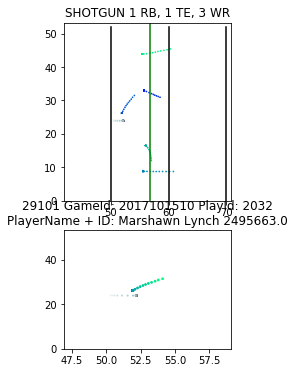 SHOTGUN 1 RB, 1 TE, 3 WR
50
40
30
20
10
0
50 60 70
29101 GameId: 2017101510 PlayId: 2032
PlayerName + ID: Marshawn Lynch 2495663.0
40
20
0
47.5 50.0 52.5 55.0 57.5